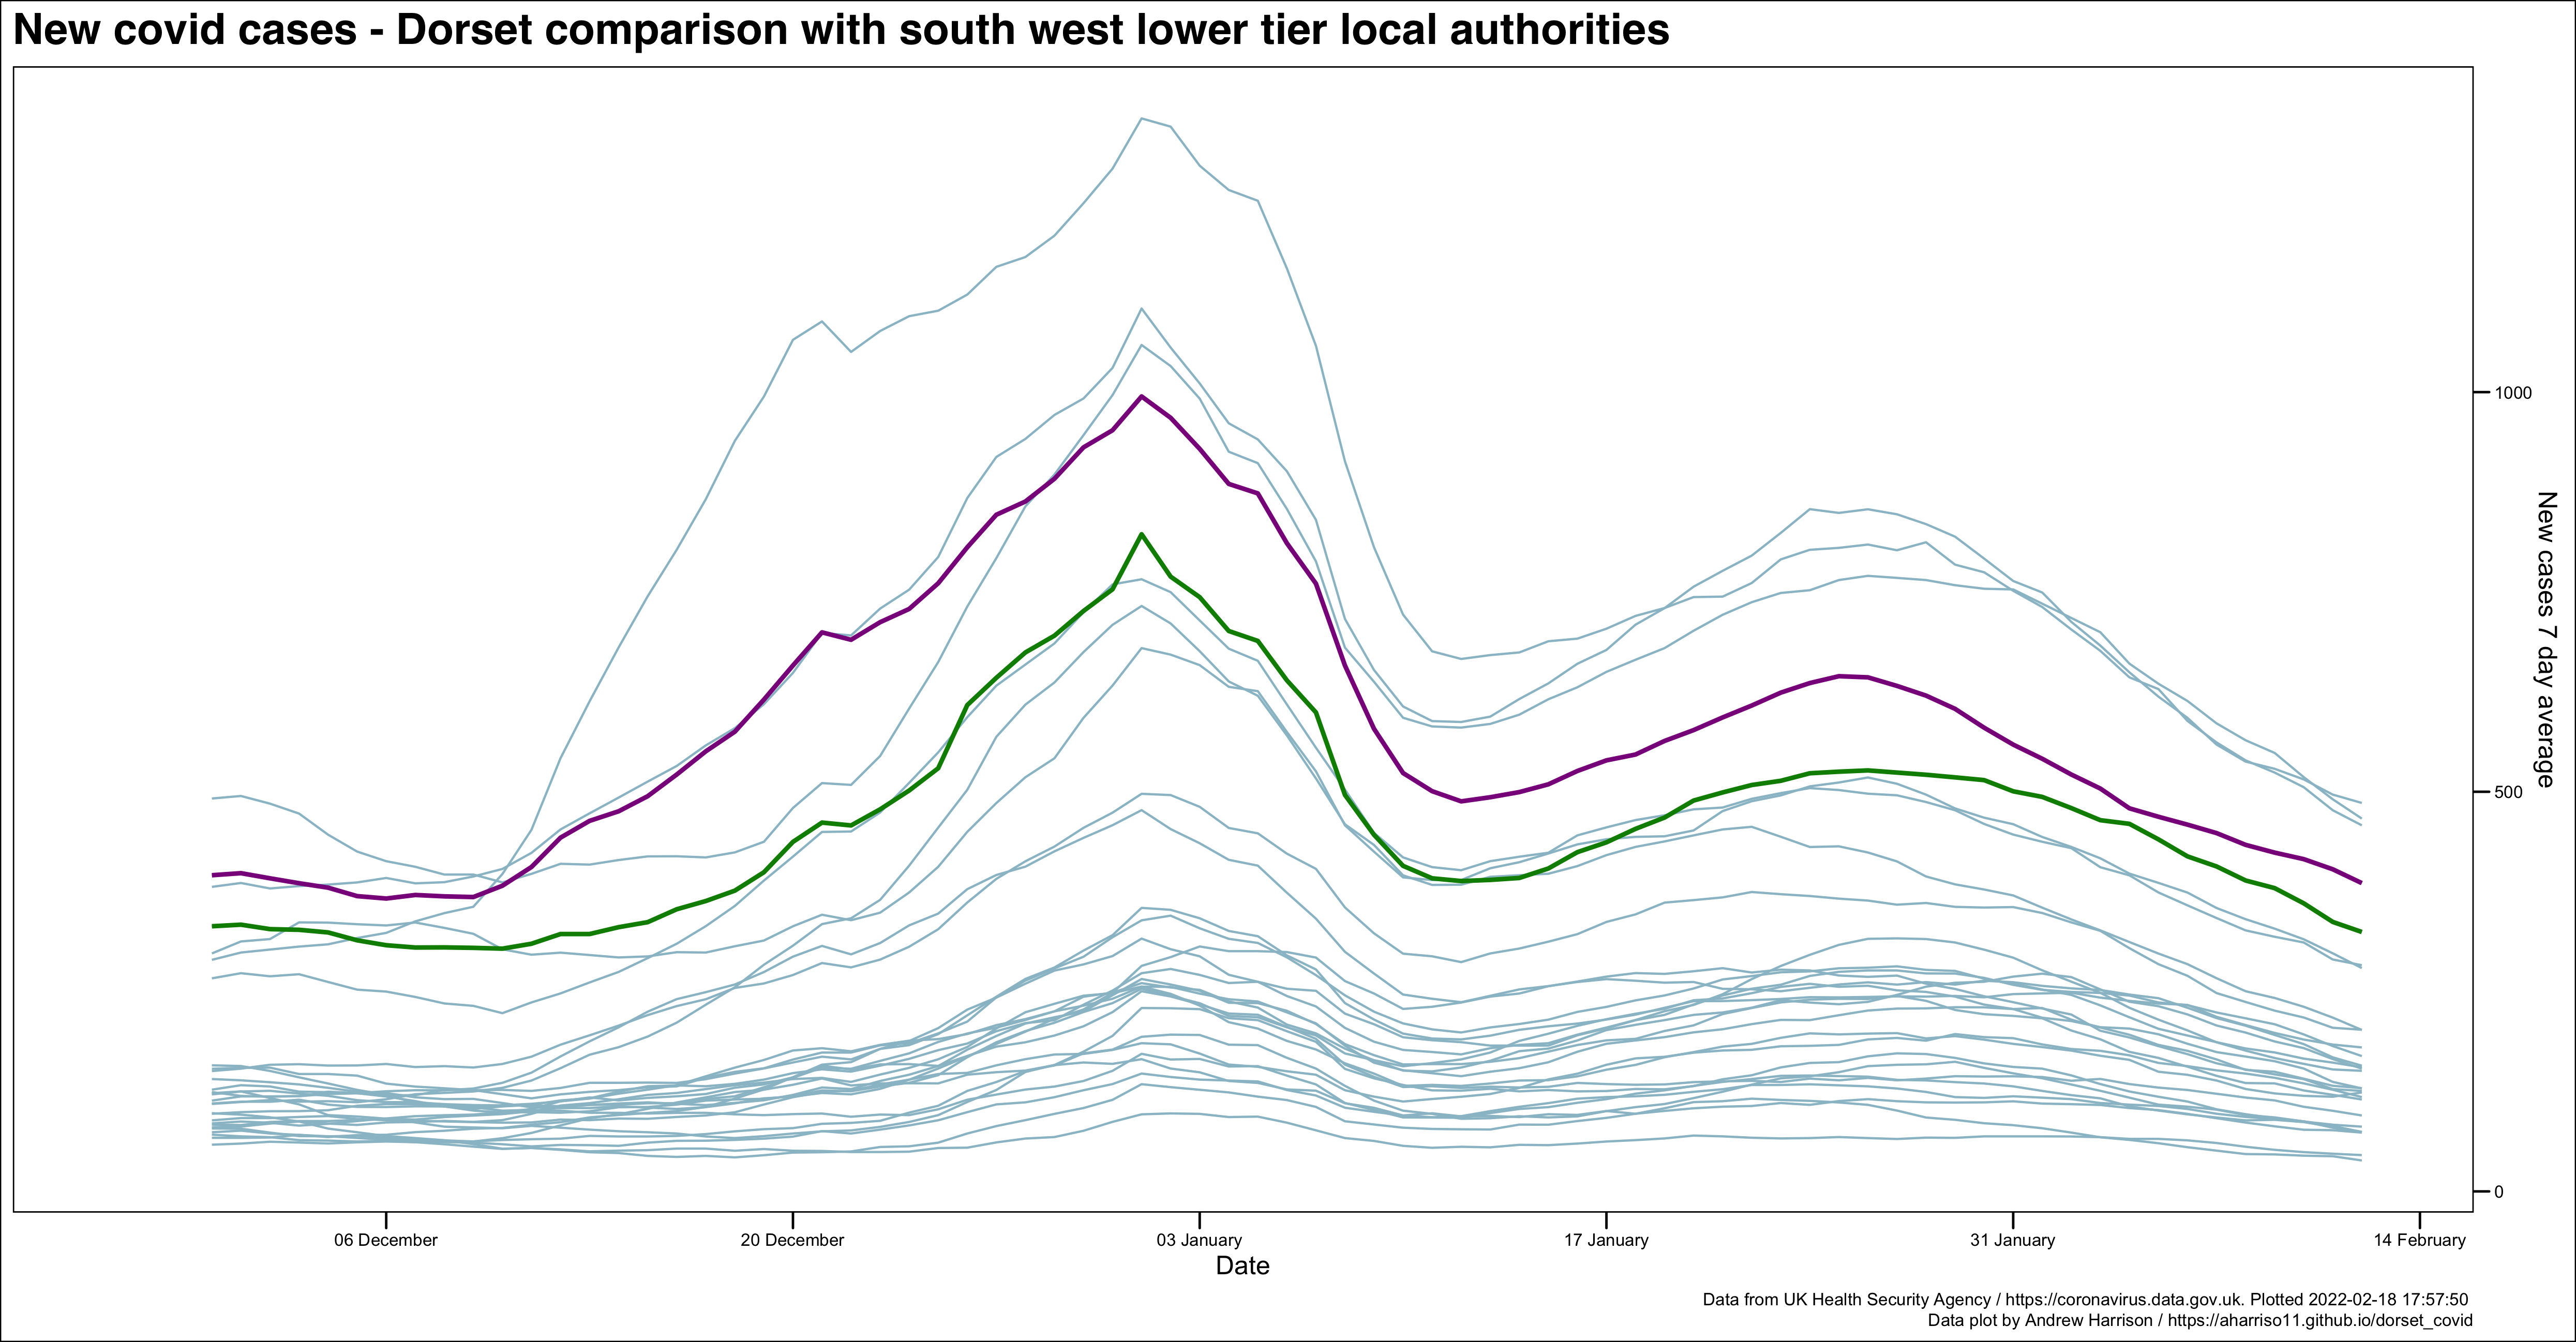 New covid cases - Dorset comparison with south west lower tier local authorities
1000
500
0
New cases 7 day average
06 December
20 December
03 January
17 January
31 January
14 February
Date
Data from UK Health Security Agency / https://coronavirus.data.gov.uk. Plotted 2022-02-18 17:57:50
Data plot by Andrew Harrison / https://aharriso11.github.io/dorset_covid